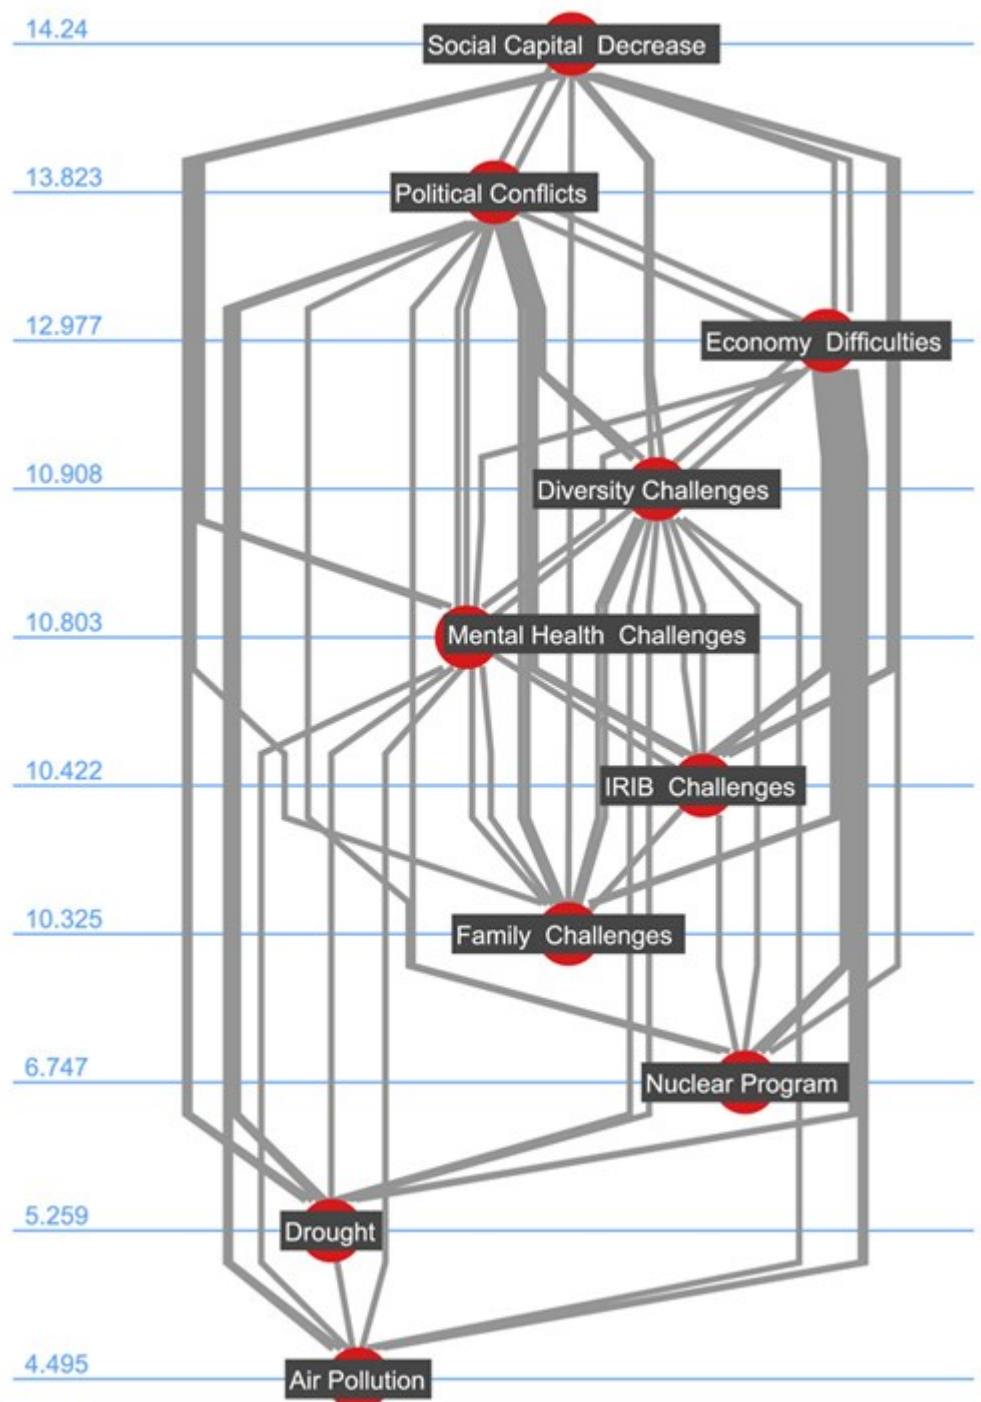 14.24
Social Capital Decrease
13.823
Political Conflicts
12.977
Economy Difficulties
10.908
Diversity Challenges
10.803
Mental Health Challenges
10.422
IRIB Challenges
10.325
Family Challenges
6.747
Nuclear Program
5.259
Drought
4.495
Air Pollution